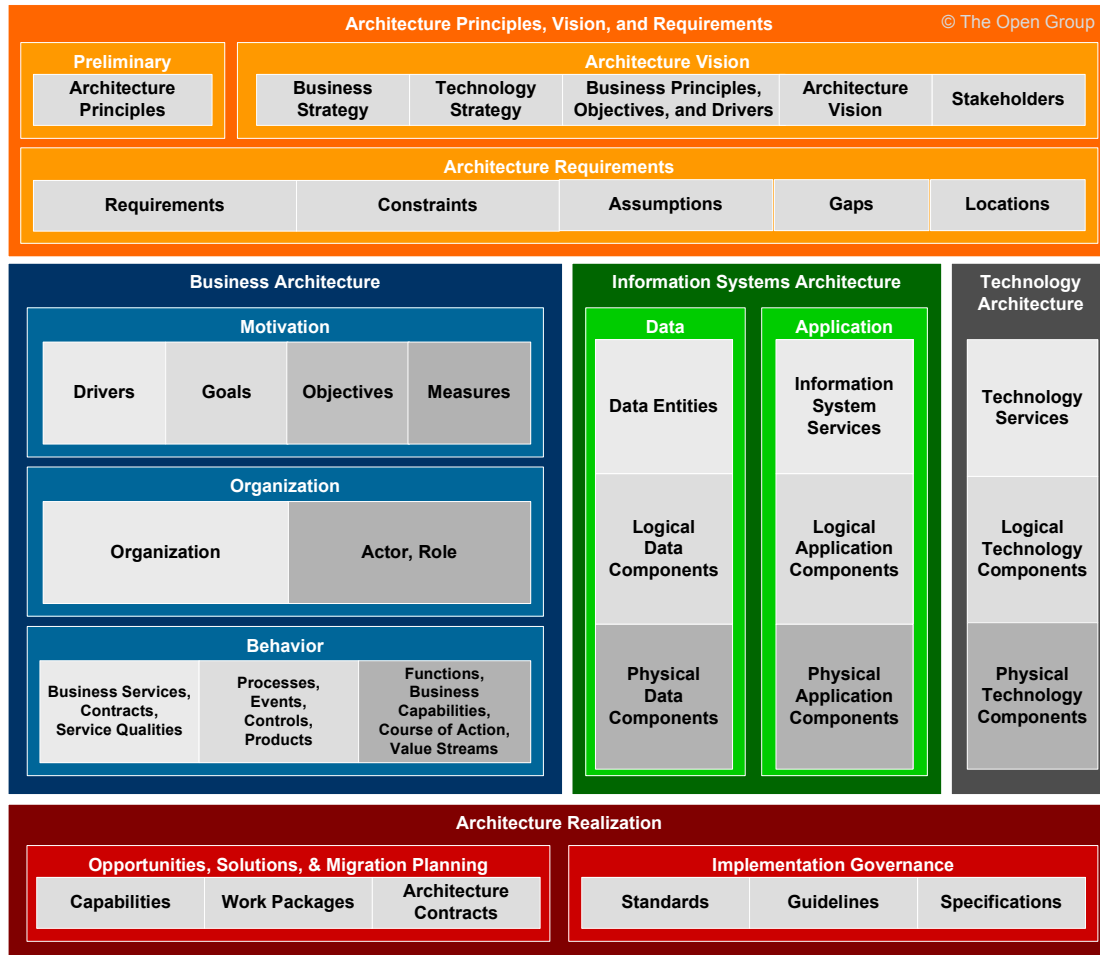 Architecture Principles, Vision, and Requirements
© The Open Group
Preliminary
Architecture
Principles
Architecture Vision
Business
Strategy
Technology
Strategy
Business Principles,
Objectives, and Drivers
Architecture
Vision
Stakeholders
Architecture Requirements
Requirements
Constraints
Assumptions
Gaps
Locations
Business Architecture
Motivation
Drivers
Goals
Objectives
Measures
Organization
Organization
Actor, Role
Behavior
Business Services,
Contracts,
Service Qualities
Processes,
Events,
Controls,
Products
Functions,
Business
Capabilities,
Course of Action,
Value Streams
Information Systems Architecture
Data
Data Entities
Logical
Data
Components
Physical
Data
Components
Application
Information
System
Services
Logical
Application
Components
Physical
Application
Components
Technology
Architecture
Technology
Services
Logical
Technology
Components
Physical
Technology
Components
Architecture Realization
Opportunities, Solutions, & Migration Planning
Capabilities
Work Packages
Architecture
Contracts
Implementation Governance
Standards
Guidelines
Specifications